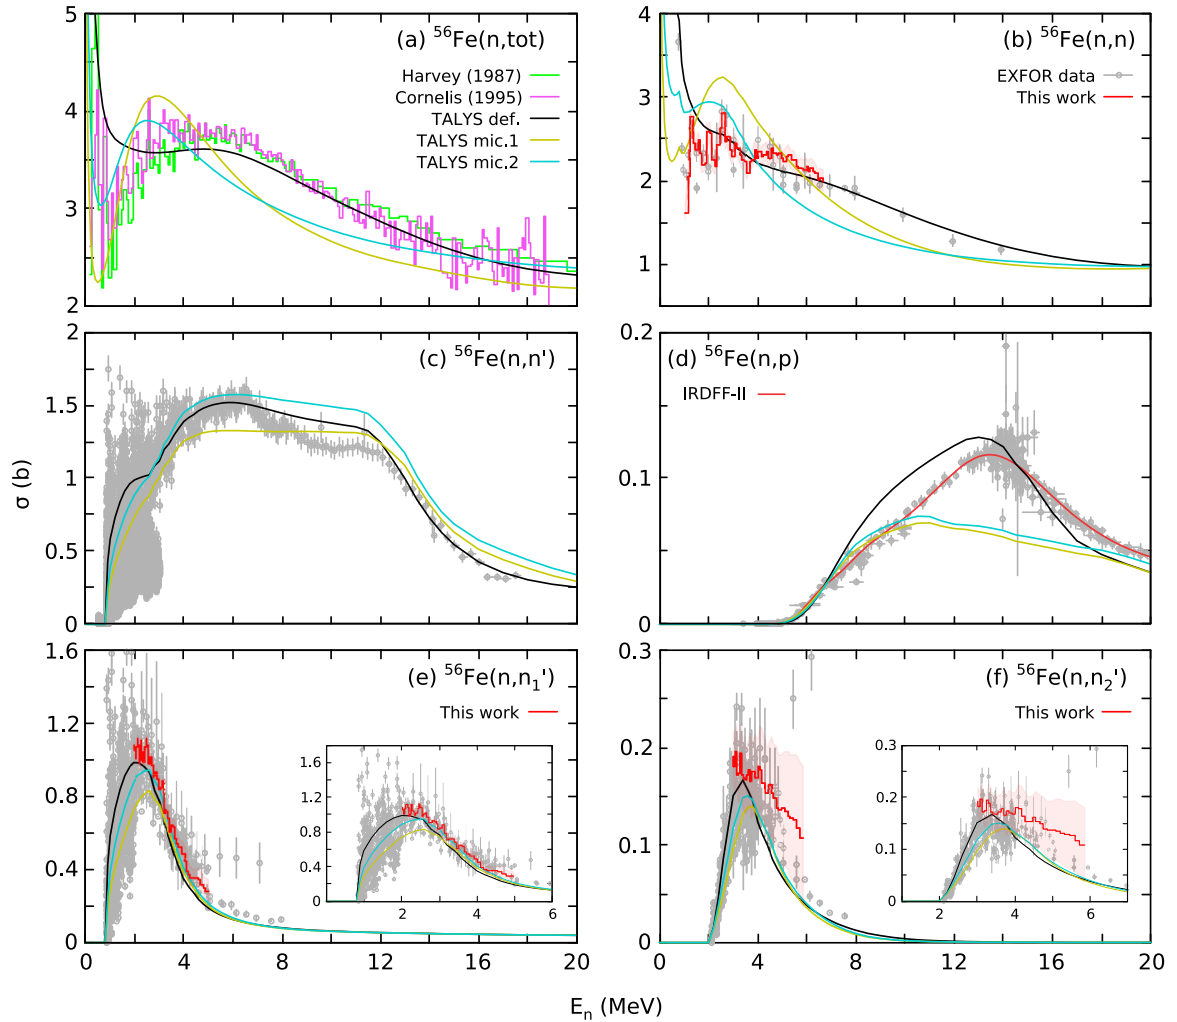 (a) ⁵⁶Fe(n,tot)
Harvey (1987)
Cornelis (1995)
TALYS def.
TALYS mic.1
TALYS mic.2
5
4
3
2
(b) ⁵⁶Fe(n,n)
EXFOR data
This work
4
3
2
1
(c) ⁵⁶Fe(n,n')
2
1.5
1
0.5
0
σ (b)
(d) ⁵⁶Fe(n,p)
IRDFF-II
0.2
0.1
0
(e) ⁵⁶Fe(n,n₁')
This work
1.6
1.2
0.8
0.4
0
1.6
1.2
0.8
0.4
0
2 4 6
0 4 8 12 16 20
(f) ⁵⁶Fe(n,n₂')
This work
0.3
0.2
0.1
0
0.3
0.2
0.1
0
2 4 6
0 4 8 12 16 20
Eₙ (MeV)